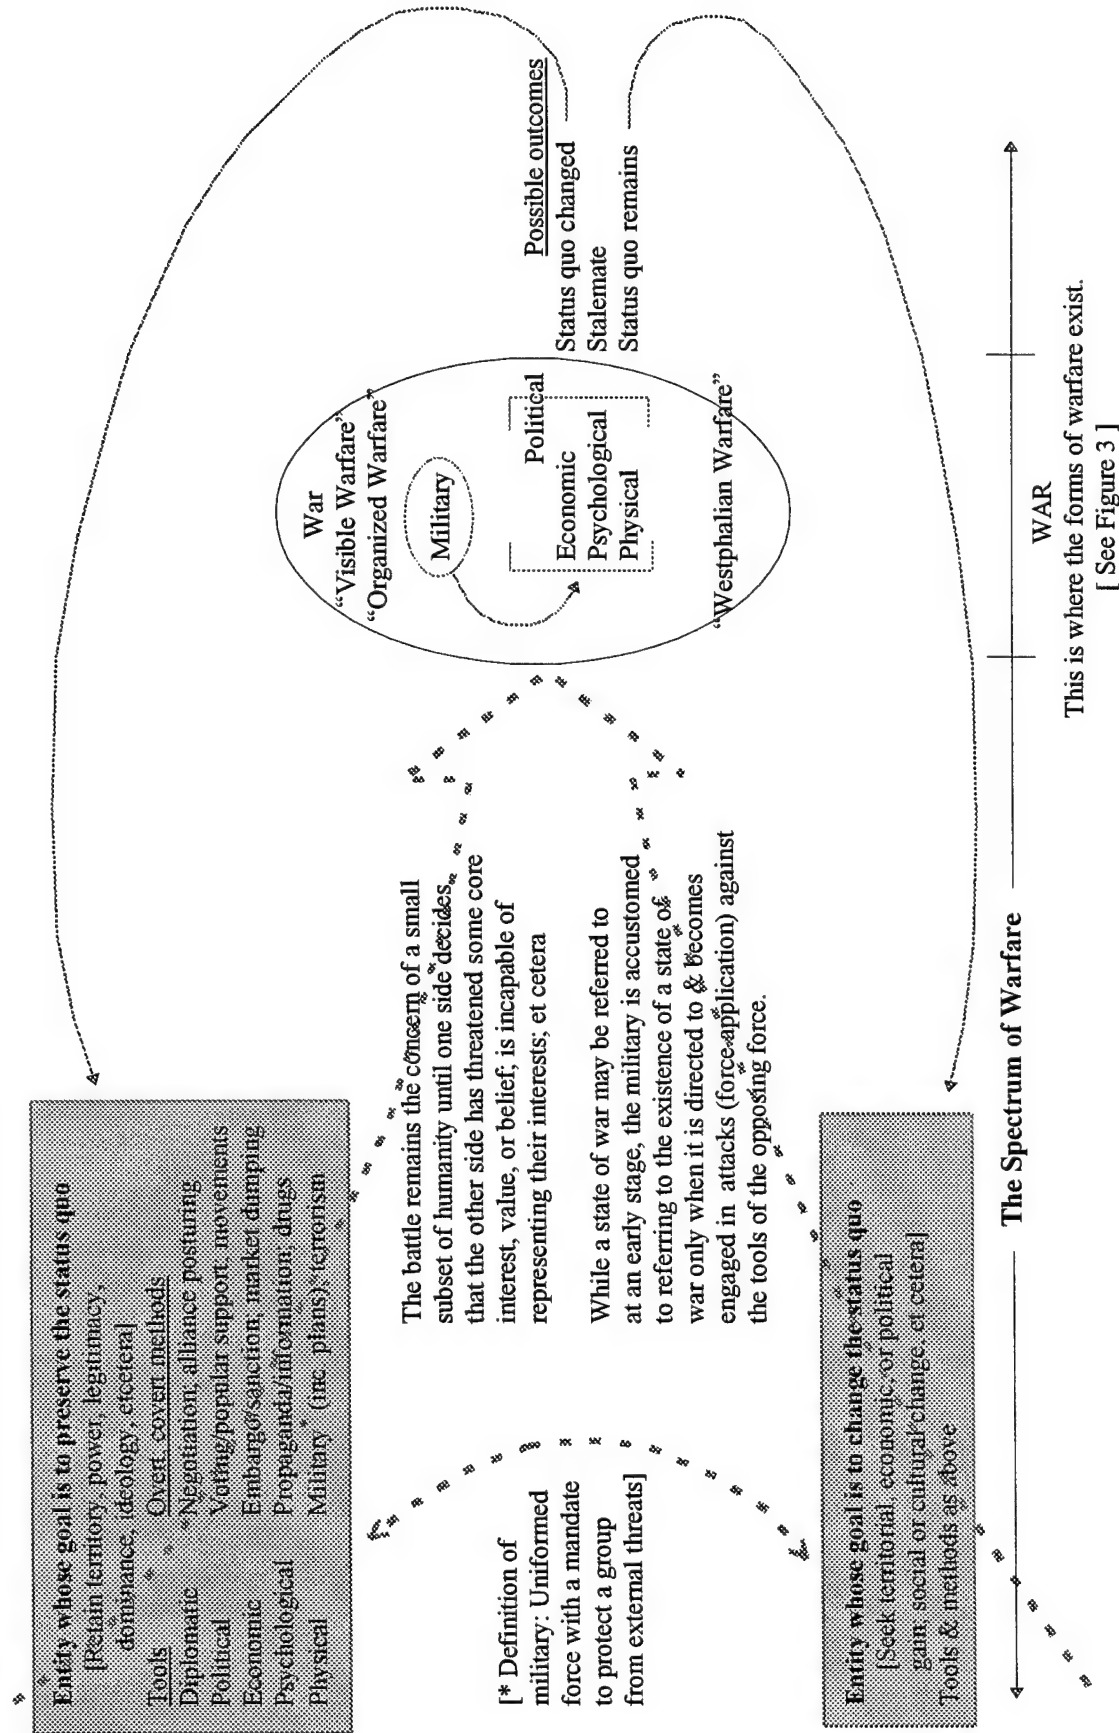 Entity whose goal is to preserve the status quo
[Retain territory, power, legitimacy,
dominance, ideology, etcetera]
Tools Overt, covert methods
Diplomatic Negotiation; alliance posturing
Political Voting/popular support, movements
Economic Embargo/sanction; market dumping
Psychological Propaganda/information; drugs
Physical Military* (inc. plans), terrorism
[* Definition of
military: Uniformed
force with a mandate
to protect a group
from external threats]
Entity whose goal is to change the status quo
[Seek territorial, economic, or political
gain; social or cultural change, et cetera]
Tools & methods as above
The battle remains the concern of a small
subset of humanity until one side decides
that the other side has threatened some core
interest, value, or belief; is incapable of
representing their interests; et cetera
While a state of war may be referred to
at an early stage, the military is accustomed
to referring to the existence of a state of
war only when it is directed to & becomes
engaged in attacks (force application) against
the tools of the opposing force.
War
“Visible Warfare”
“Organized Warfare”
Military
Political
Economic
Psychological
Physical
“Westphalian Warfare”
Possible outcomes
Status quo changed
Stalemate
Status quo remains
The Spectrum of Warfare
WAR
This is where the forms of warfare exist.
[ See Figure 3 ]